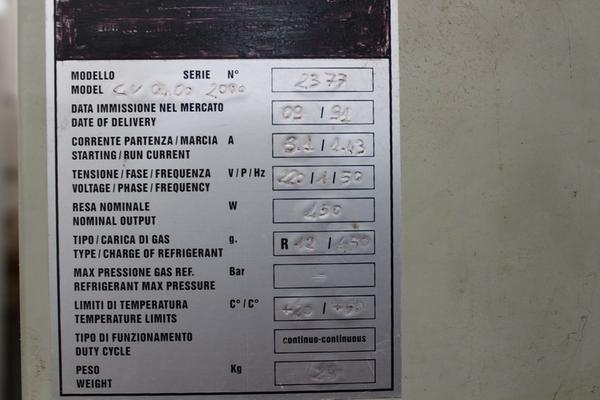 MODELLO SERIE N°
MODEL 2377
DATA IMMISSIONE NEL MERCATO
DATE OF DELIVERY 09 / 91
CORRENTE PARTENZA / MARCIA A
STARTING / RUN CURRENT /
TENSIONE / FASE / FREQUENZA V / P / Hz
VOLTAGE / PHASE / FREQUENCY 220 / 1 / 50
RESA NOMINALE W
NOMINAL OUTPUT 450
TIPO / CARICA DI GAS g.
TYPE / CHARGE OF REFRIGERANT R 12 /
MAX PRESSIONE GAS REF. Bar
REFRIGERANT MAX PRESSURE –
LIMITI DI TEMPERATURA C° / C°
TEMPERATURE LIMITS /
TIPO DI FUNZIONAMENTO continuo-continuous
DUTY CYCLE
PESO Kg
WEIGHT